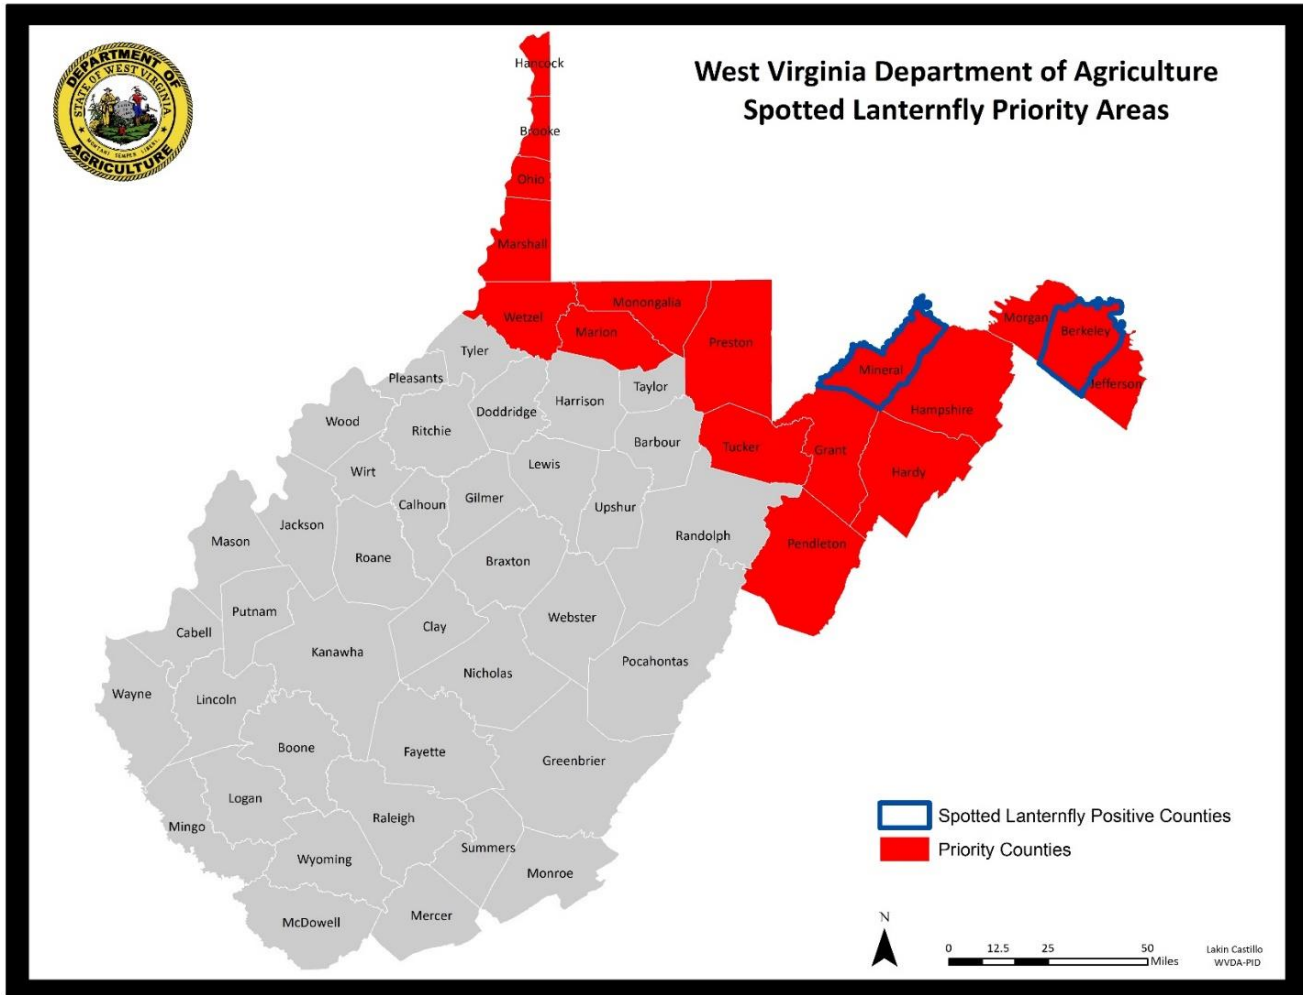 West Virginia Department of Agriculture
Spotted Lanternfly Priority Areas
DEPARTMENT OF
STATE OF WEST VIRGINIA
MONTANI SEMPER LIBERI
AGRICULTURE
Hancock
Brooke
Ohio
Marshall
Wetzel
Monongalia
Marion
Preston
Morgan
Berkeley
Jefferson
Mineral
Hampshire
Tyler
Pleasants
Taylor
Harrison
Doddridge
Wood
Ritchie
Barbour
Tucker
Grant
Hardy
Wirt
Lewis
Calhoun
Gilmer
Upshur
Jackson
Randolph
Mason
Roane
Braxton
Pendleton
Putnam
Cabell
Clay
Webster
Kanawha
Pocahontas
Nicholas
Wayne
Lincoln
Boone
Fayette
Greenbrier
Logan
Raleigh
Mingo
Summers
Wyoming
Monroe
McDowell
Mercer
Spotted Lanternfly Positive Counties
Priority Counties
N
0 12.5 25 50
Miles
Lakin Castillo
WVDA-PID